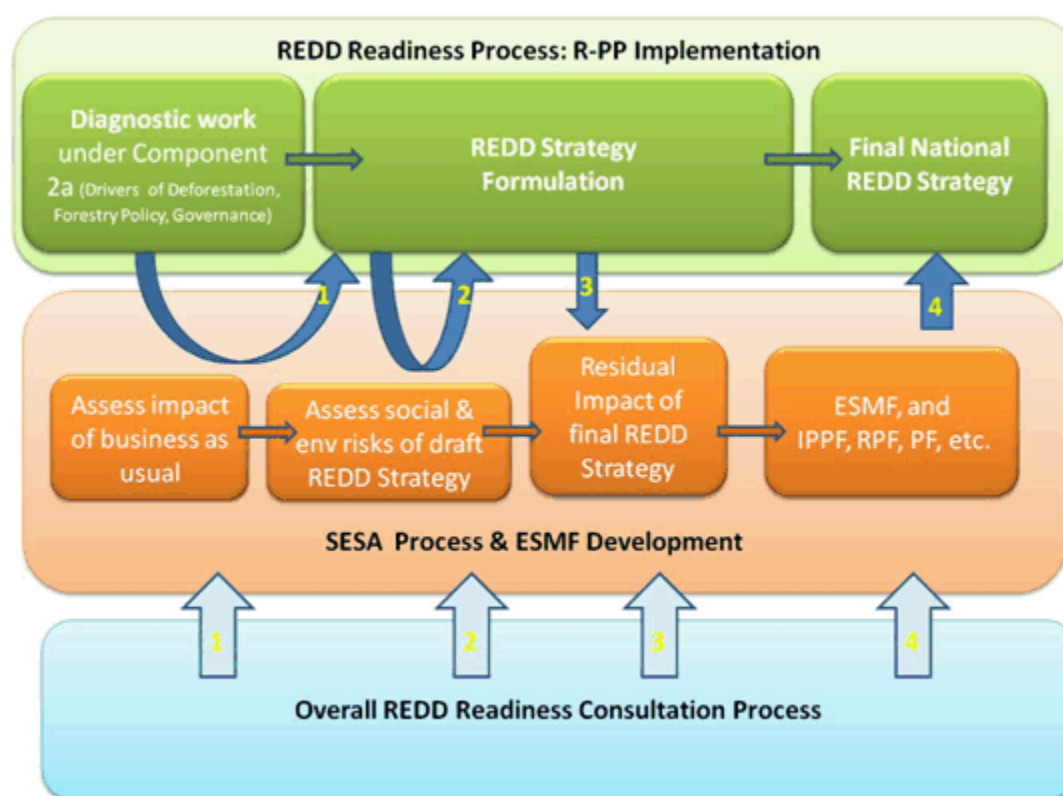 REDD Readiness Process: R-PP Implementation
Diagnostic work
under Component
2a (Drivers of Deforestation,
Forestry Policy, Governance)
REDD Strategy
Formulation
Final National
REDD Strategy
1
2
3
4
Assess impact
of business as
usual
Assess social &
env risks of draft
REDD Strategy
Residual
Impact of
final REDD
Strategy
ESMF, and
IPPF, RPF, PF, etc.
SESA Process & ESMF Development
1
2
3
4
Overall REDD Readiness Consultation Process